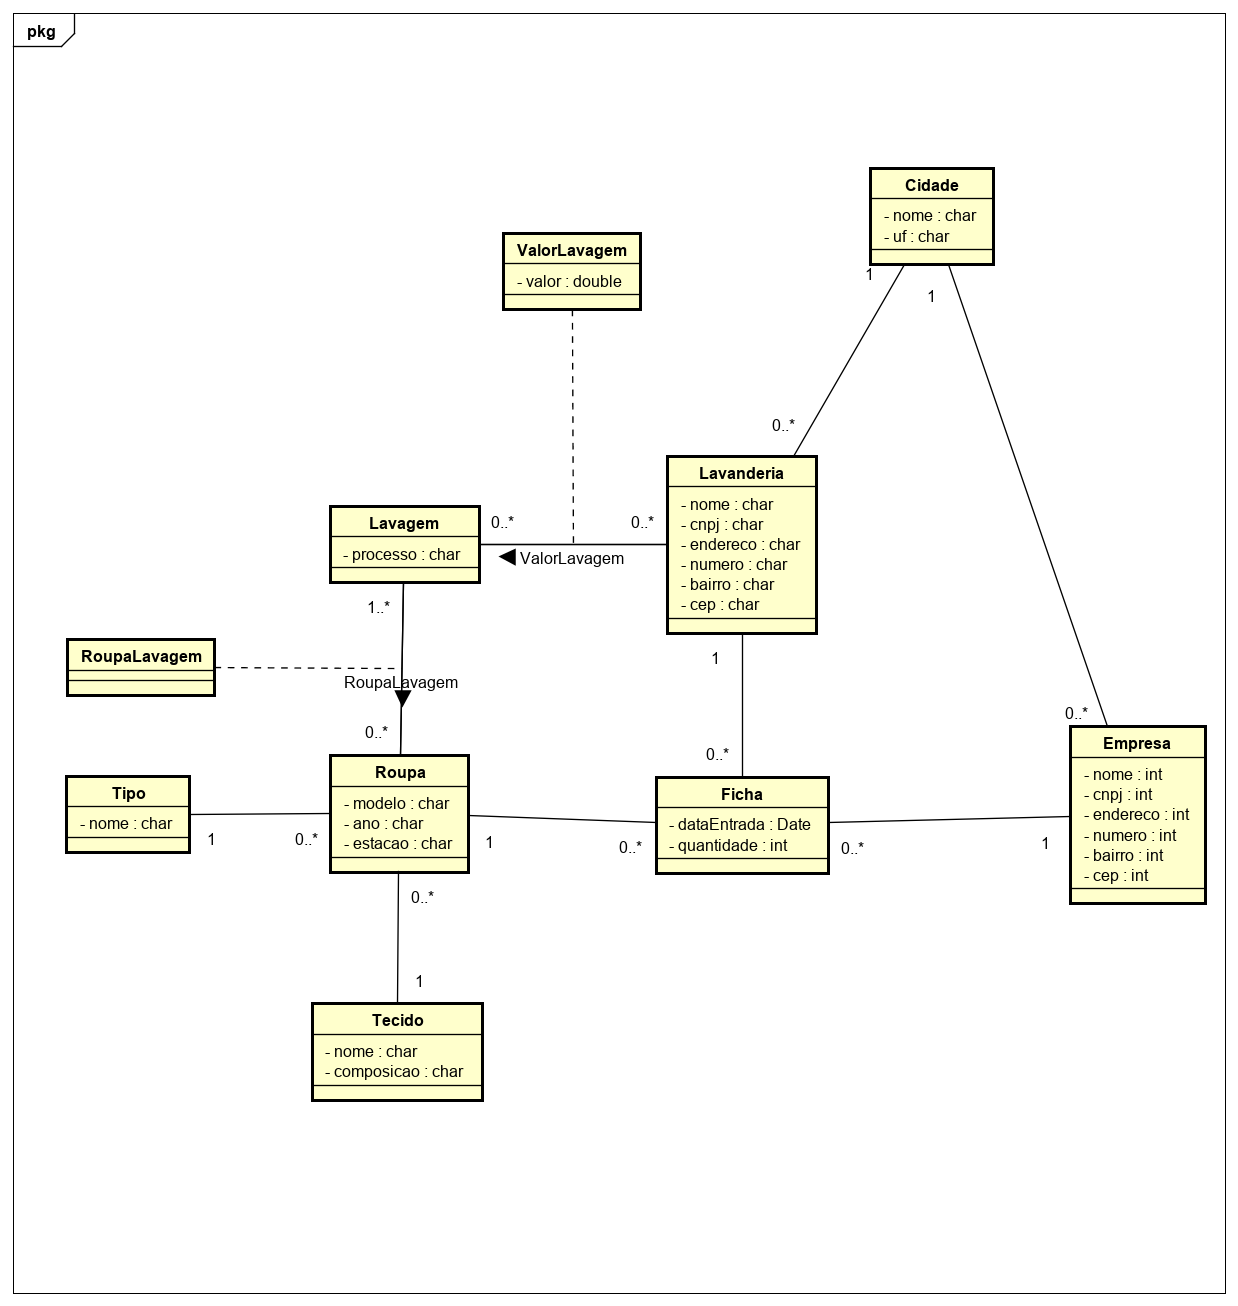 pkg
Cidade
- nome : char
- uf : char
1
1
ValorLavagem
- valor : double
0..*
Lavanderia
- nome : char
- cnpj : char
- endereco : char
- numero : char
- bairro : char
- cep : char
Lavagem
- processo : char
0..*
0..*
ValorLavagem
1..*
RoupaLavagem
RoupaLavagem
0..*
1
0..*
0..*
Empresa
- nome : int
- cnpj : int
- endereco : int
- numero : int
- bairro : int
- cep : int
Tipo
- nome : char
1
0..*
Roupa
- modelo : char
- ano : char
- estacao : char
1
0..*
Ficha
- dataEntrada : Date
- quantidade : int
0..*
1
0..*
1
Tecido
- nome : char
- composicao : char